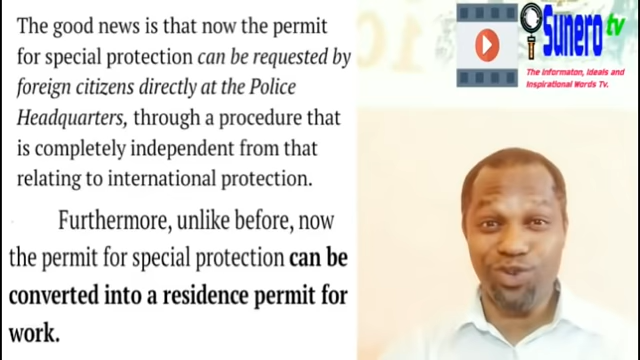 The good news is that now the permit
for special protection can be requested by
foreign citizens directly at the Police
Headquarters, through a procedure that
is completely independent from that
relating to international protection.
Furthermore, unlike before, now
the permit for special protection can be
converted into a residence permit for
work.
Sunero tv
The Informaton, Ideals and
Inspirational Words Tv.